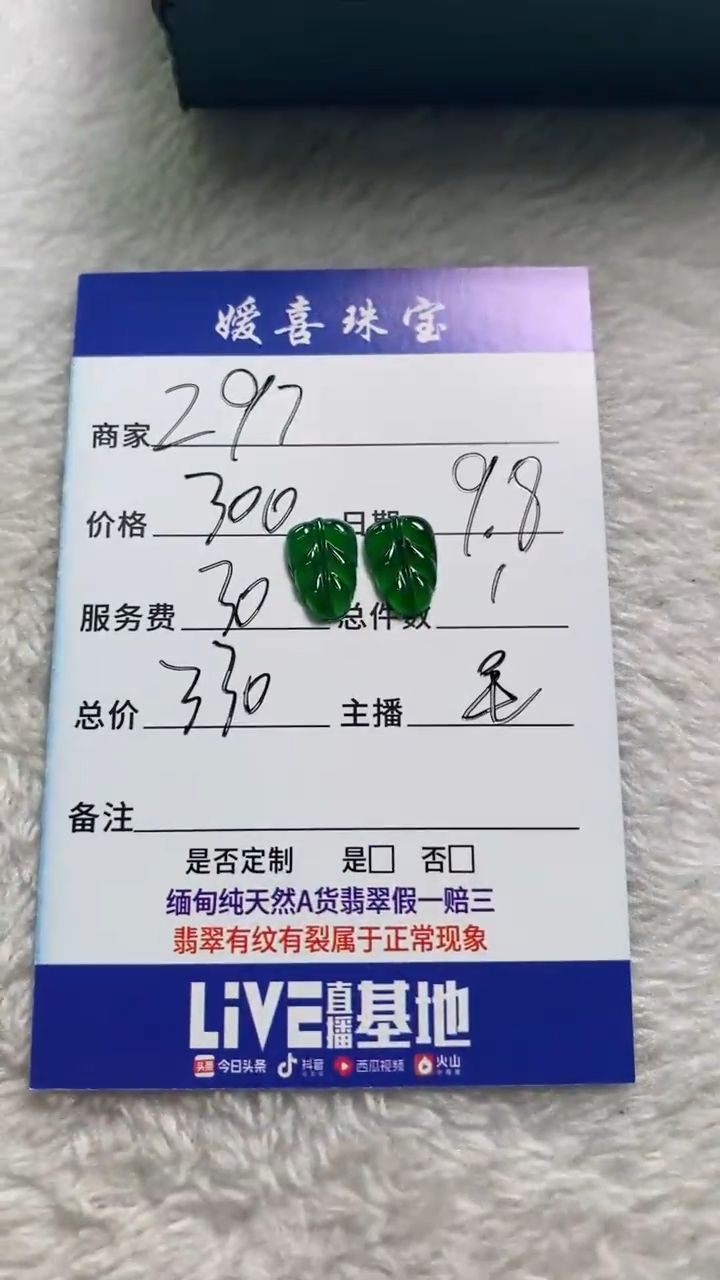 媛喜珠宝
商家 297
价格 300 日期 9.8
服务费 30 总件数 1
总价 330 主播
备注
是否定制 是□ 否□
缅甸纯天然A货翡翠假一赔三
翡翠有纹有裂属于正常现象
LiVE直播基地
头条 今日头条 抖音 西瓜视频 火山